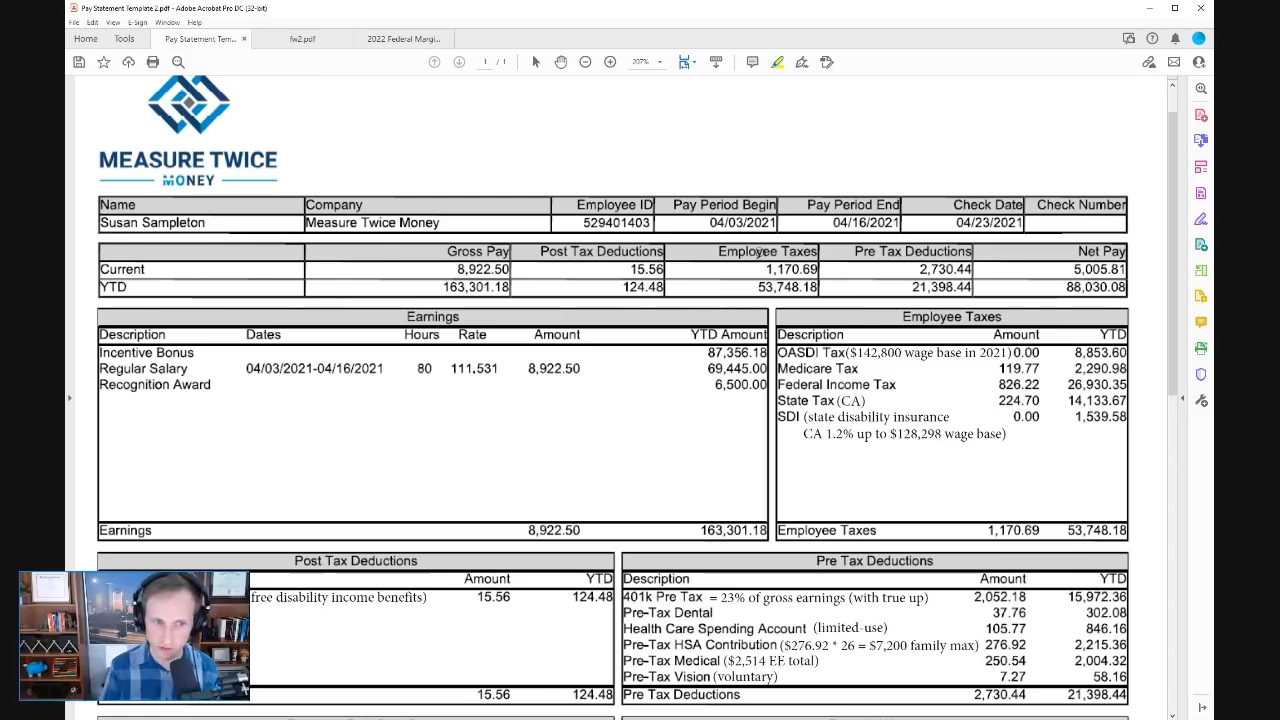 Pay Statement Template 2.pdf - Adobe Acrobat Pro DC (32-bit)
File Edit View E-Sign Window Help
Home Tools Pay Statement Tem... × fw2.pdf 2022 Federal Margi...
1 / 1 207%
MEASURE TWICE
MONEY
Name Company Employee ID Pay Period Begin Pay Period End Check Date Check Number
Susan Sampleton Measure Twice Money 529401403 04/03/2021 04/16/2021 04/23/2021
Gross Pay Post Tax Deductions Employee Taxes Pre Tax Deductions Net Pay
Current 8,922.50 15.56 1,170.69 2,730.44 5,005.81
YTD 163,301.18 124.48 53,748.18 21,398.44 88,030.08
Earnings
Description Dates Hours Rate Amount YTD Amount
Incentive Bonus 87,356.18
Regular Salary 04/03/2021-04/16/2021 80 111.531 8,922.50 69,445.00
Recognition Award 6,500.00
Earnings 8,922.50 163,301.18
Employee Taxes
Description Amount YTD
OASDI Tax($142,800 wage base in 2021) 0.00 8,853.60
Medicare Tax 119.77 2,290.98
Federal Income Tax 826.22 26,930.35
State Tax (CA) 224.70 14,133.67
SDI (state disability insurance 0.00 1,539.58
CA 1.2% up to $128,298 wage base)
Employee Taxes 1,170.69 53,748.18
Post Tax Deductions
Amount YTD
free disability income benefits) 15.56 124.48
15.56 124.48
Pre Tax Deductions
Description Amount YTD
401k Pre Tax = 23% of gross earnings (with true up) 2,052.18 15,972.36
Pre-Tax Dental 37.76 302.08
Health Care Spending Account (limited-use) 105.77 846.16
Pre-Tax HSA Contribution ($276.92 * 26 = $7,200 family max) 276.92 2,215.36
Pre-Tax Medical ($2,514 EE total) 250.54 2,004.32
Pre-Tax Vision (voluntary) 7.27 58.16
Pre Tax Deductions 2,730.44 21,398.44